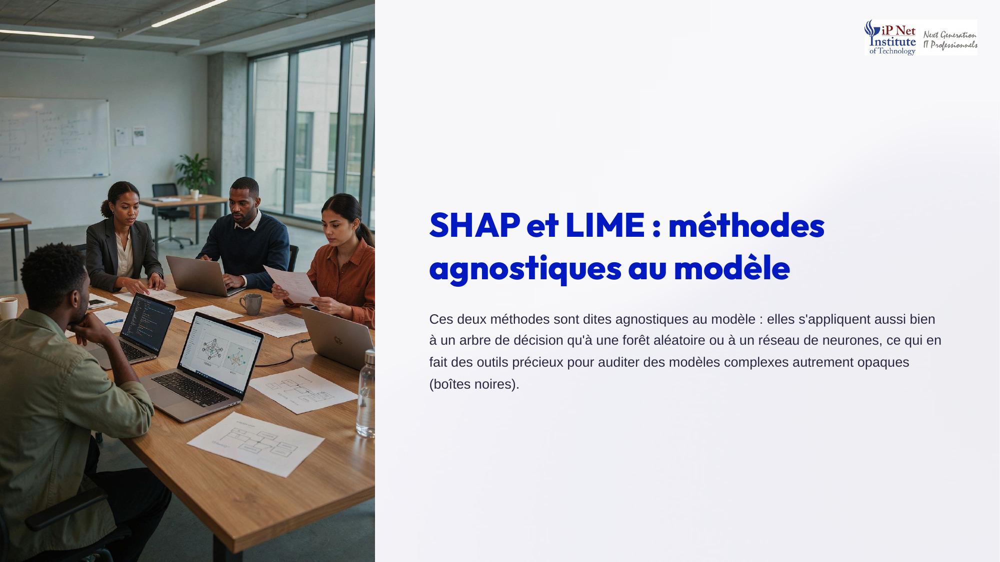 iP Net
Institute
of Technology
Next Generation
IT Professionnels
SHAP et LIME : méthodes
agnostiques au modèle
Ces deux méthodes sont dites agnostiques au modèle : elles s'appliquent aussi bien
à un arbre de décision qu'à une forêt aléatoire ou à un réseau de neurones, ce qui en
fait des outils précieux pour auditer des modèles complexes autrement opaques
(boîtes noires).